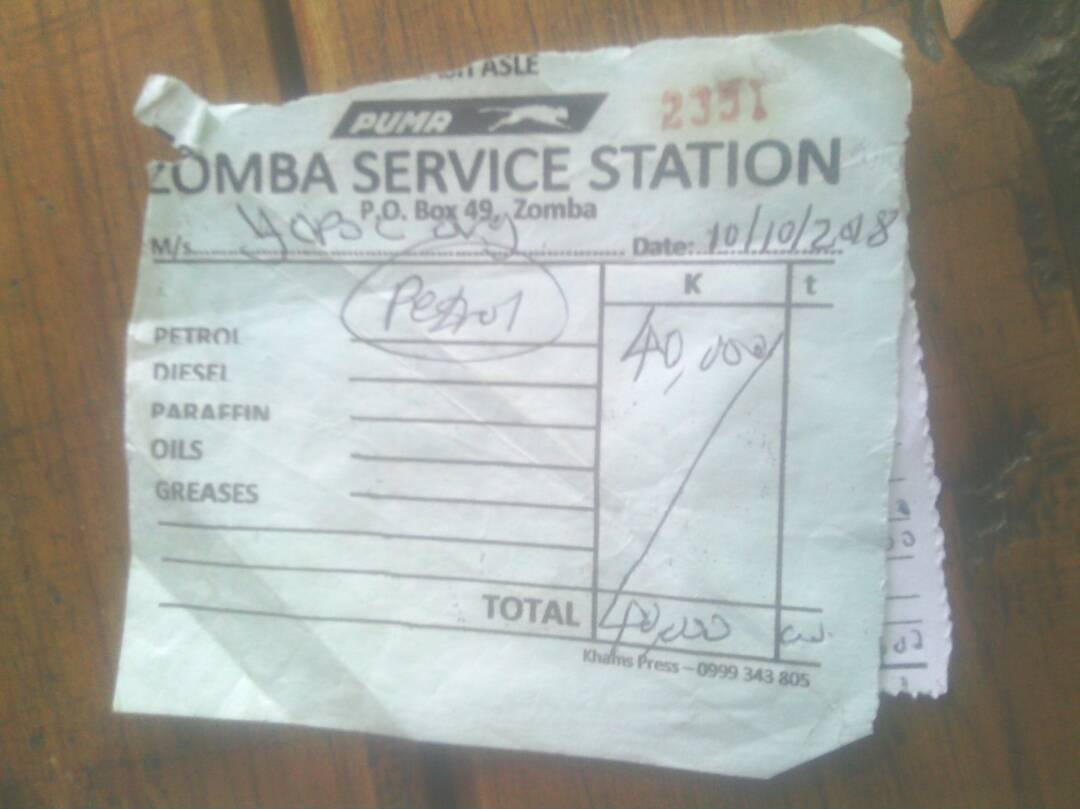 ASLE
PUMA
2351
ZOMBA SERVICE STATION
P.O. Box 49, Zomba
M/s. Date: 10/10/2018
K t
Petrol
PETROL 40,000
DIESEL
PARAFFIN
OILS
GREASES
TOTAL 40,000
Khams Press – 0999 343 805